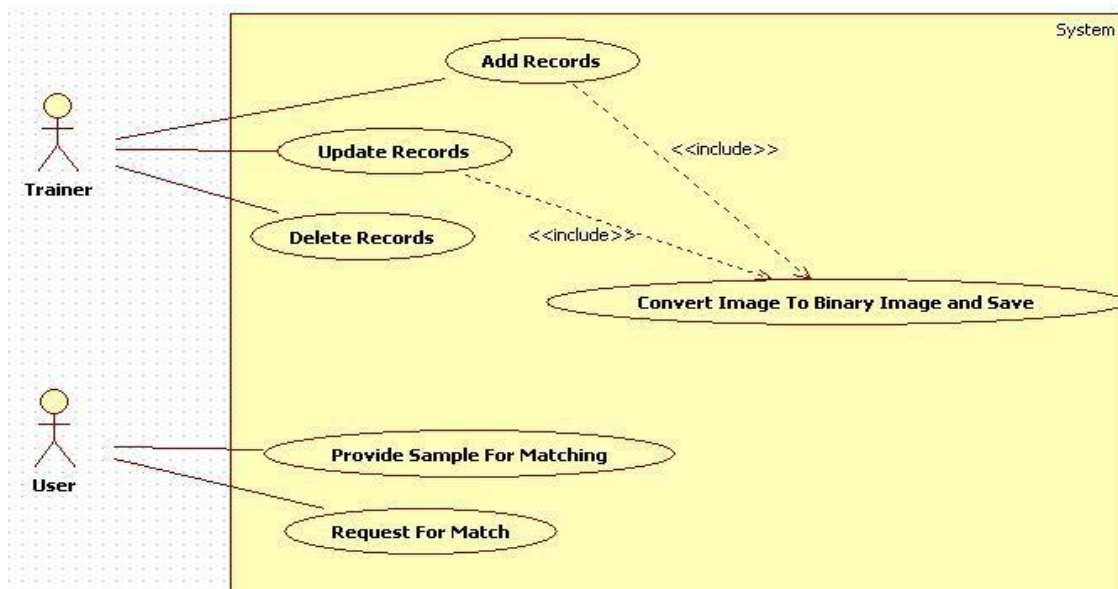 System
Add Records
Update Records
<<include>>
Trainer
Delete Records
<<include>>
Convert Image To Binary Image and Save
Provide Sample For Matching
User
Request For Match